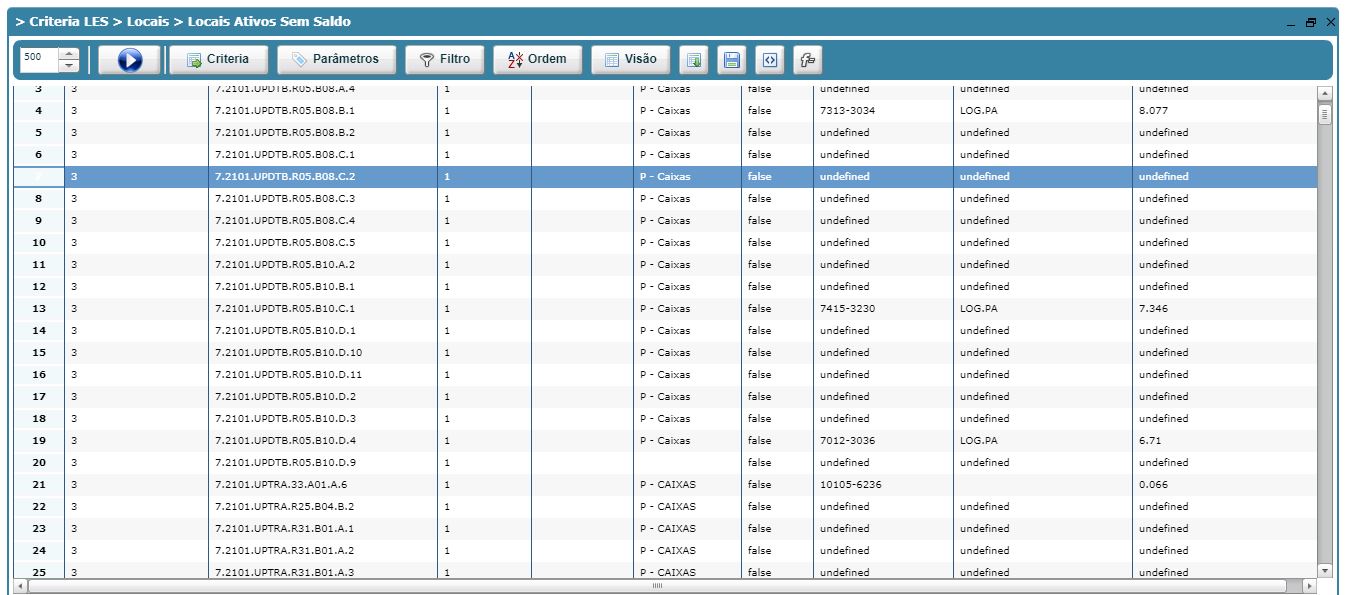 > Criteria LES > Locais > Locais Ativos Sem Saldo
500 Criteria Parâmetros Filtro Ordem Visão
3 3 7.2101.UPDTB.R05.B08.A.4 1 P - Caixas false undefined undefined undefined
4 3 7.2101.UPDTB.R05.B08.B.1 1 P - Caixas false 7313-3034 LOG.PA 8.077
5 3 7.2101.UPDTB.R05.B08.B.2 1 P - Caixas false undefined undefined undefined
6 3 7.2101.UPDTB.R05.B08.C.1 1 P - Caixas false undefined undefined undefined
7 3 7.2101.UPDTB.R05.B08.C.2 1 P - Caixas false undefined undefined undefined
8 3 7.2101.UPDTB.R05.B08.C.3 1 P - Caixas false undefined undefined undefined
9 3 7.2101.UPDTB.R05.B08.C.4 1 P - Caixas false undefined undefined undefined
10 3 7.2101.UPDTB.R05.B08.C.5 1 P - Caixas false undefined undefined undefined
11 3 7.2101.UPDTB.R05.B10.A.2 1 P - Caixas false undefined undefined undefined
12 3 7.2101.UPDTB.R05.B10.B.1 1 P - Caixas false undefined undefined undefined
13 3 7.2101.UPDTB.R05.B10.C.1 1 P - Caixas false 7415-3230 LOG.PA 7.346
14 3 7.2101.UPDTB.R05.B10.D.1 1 P - Caixas false undefined undefined undefined
15 3 7.2101.UPDTB.R05.B10.D.10 1 P - Caixas false undefined undefined undefined
16 3 7.2101.UPDTB.R05.B10.D.11 1 P - Caixas false undefined undefined undefined
17 3 7.2101.UPDTB.R05.B10.D.2 1 P - Caixas false undefined undefined undefined
18 3 7.2101.UPDTB.R05.B10.D.3 1 P - Caixas false undefined undefined undefined
19 3 7.2101.UPDTB.R05.B10.D.4 1 P - Caixas false 7012-3036 LOG.PA 6.71
20 3 7.2101.UPDTB.R05.B10.D.9 1 false undefined undefined undefined
21 3 7.2101.UPTRA.33.A01.A.6 1 P - CAIXAS false 10105-6236 0.066
22 3 7.2101.UPTRA.R25.B04.B.2 1 P - CAIXAS false undefined undefined undefined
23 3 7.2101.UPTRA.R31.B01.A.1 1 P - CAIXAS false undefined undefined undefined
24 3 7.2101.UPTRA.R31.B01.A.2 1 P - CAIXAS false undefined undefined undefined
25 3 7.2101.UPTRA.R31.B01.A.3 1 P - CAIXAS false undefined undefined undefined